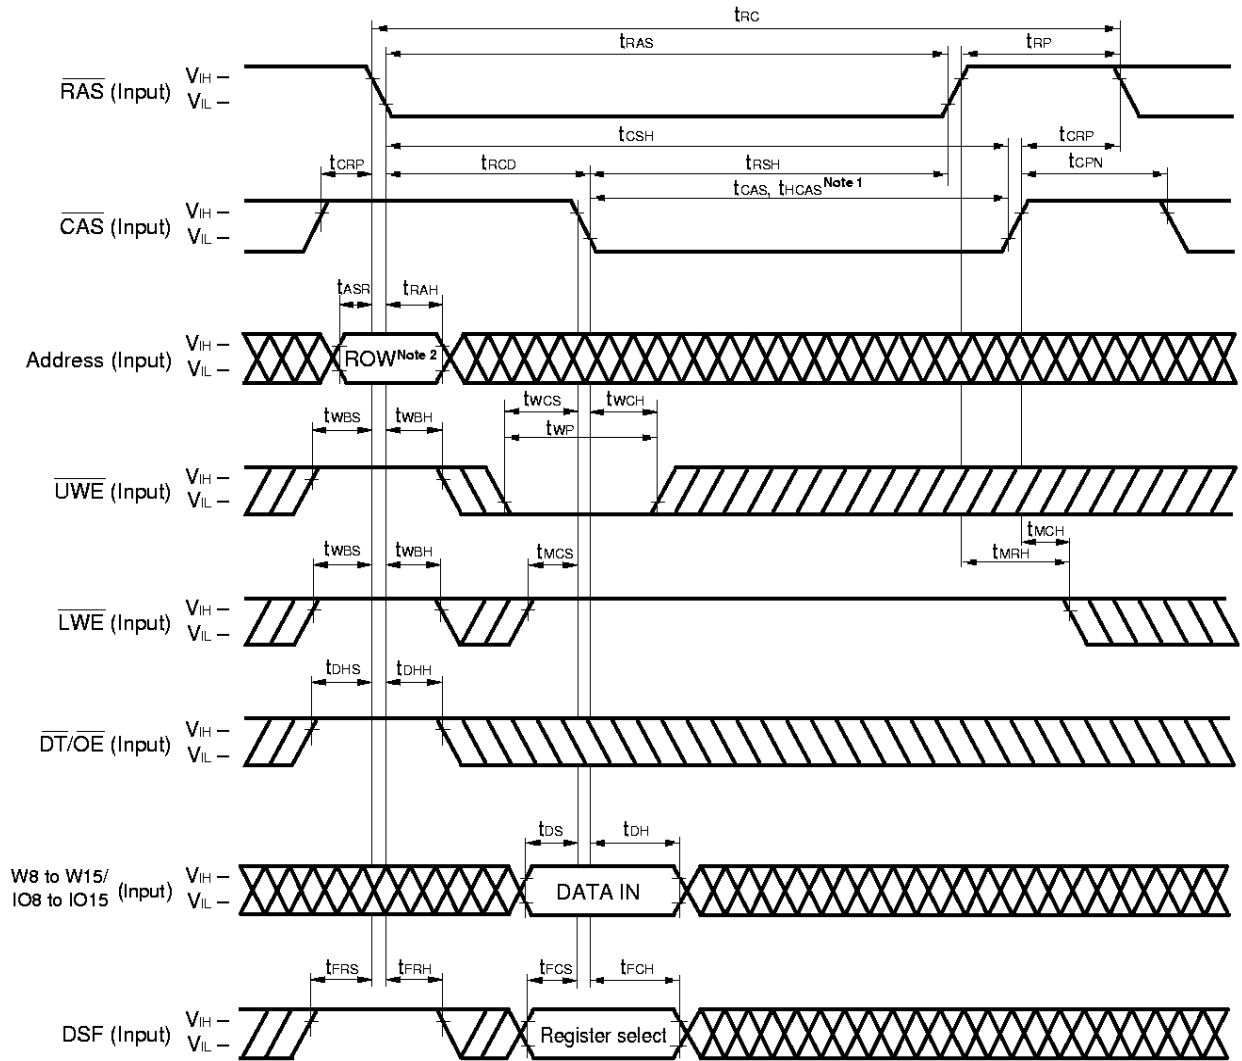 tRC
tRAS
tRP
RAS (Input)
VIH –
VIL –
tCSH
tCRP
tCRP
tRCD
tRSH
tCPN
tCAS, tHCAS Note 1
CAS (Input)
VIH –
VIL –
tASR
tRAH
Address (Input)
VIH –
VIL –
ROW Note 2
tWCS
tWCH
tWBS
tWBH
tWP
UWE (Input)
VIH –
VIL –
tMCH
tWBS
tWBH
tMCS
tMRH
LWE (Input)
VIH –
VIL –
tDHS
tDHH
DT/OE (Input)
VIH –
VIL –
tDS
tDH
W8 to W15/
IO8 to IO15
(Input)
VIH –
VIL –
DATA IN
tFRS
tFRH
tFCS
tFCH
DSF (Input)
VIH –
VIL –
Register select